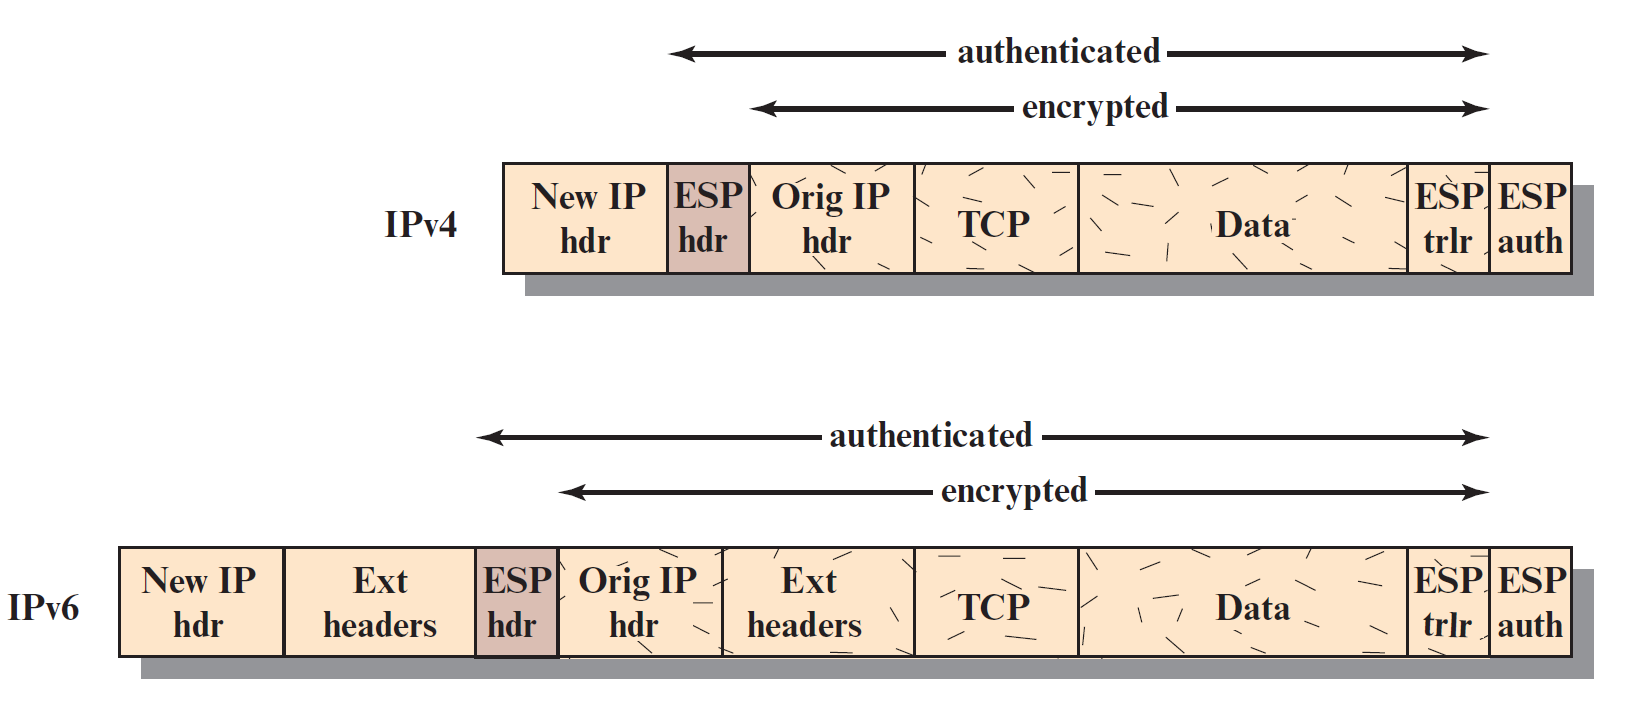 authenticated
encrypted
IPv4
New IP
hdr
ESP
hdr
Orig IP
hdr
TCP
Data
ESP
trlr
ESP
auth
authenticated
encrypted
IPv6
New IP
hdr
Ext
headers
ESP
hdr
Orig IP
hdr
Ext
headers
TCP
Data
ESP
trlr
ESP
auth